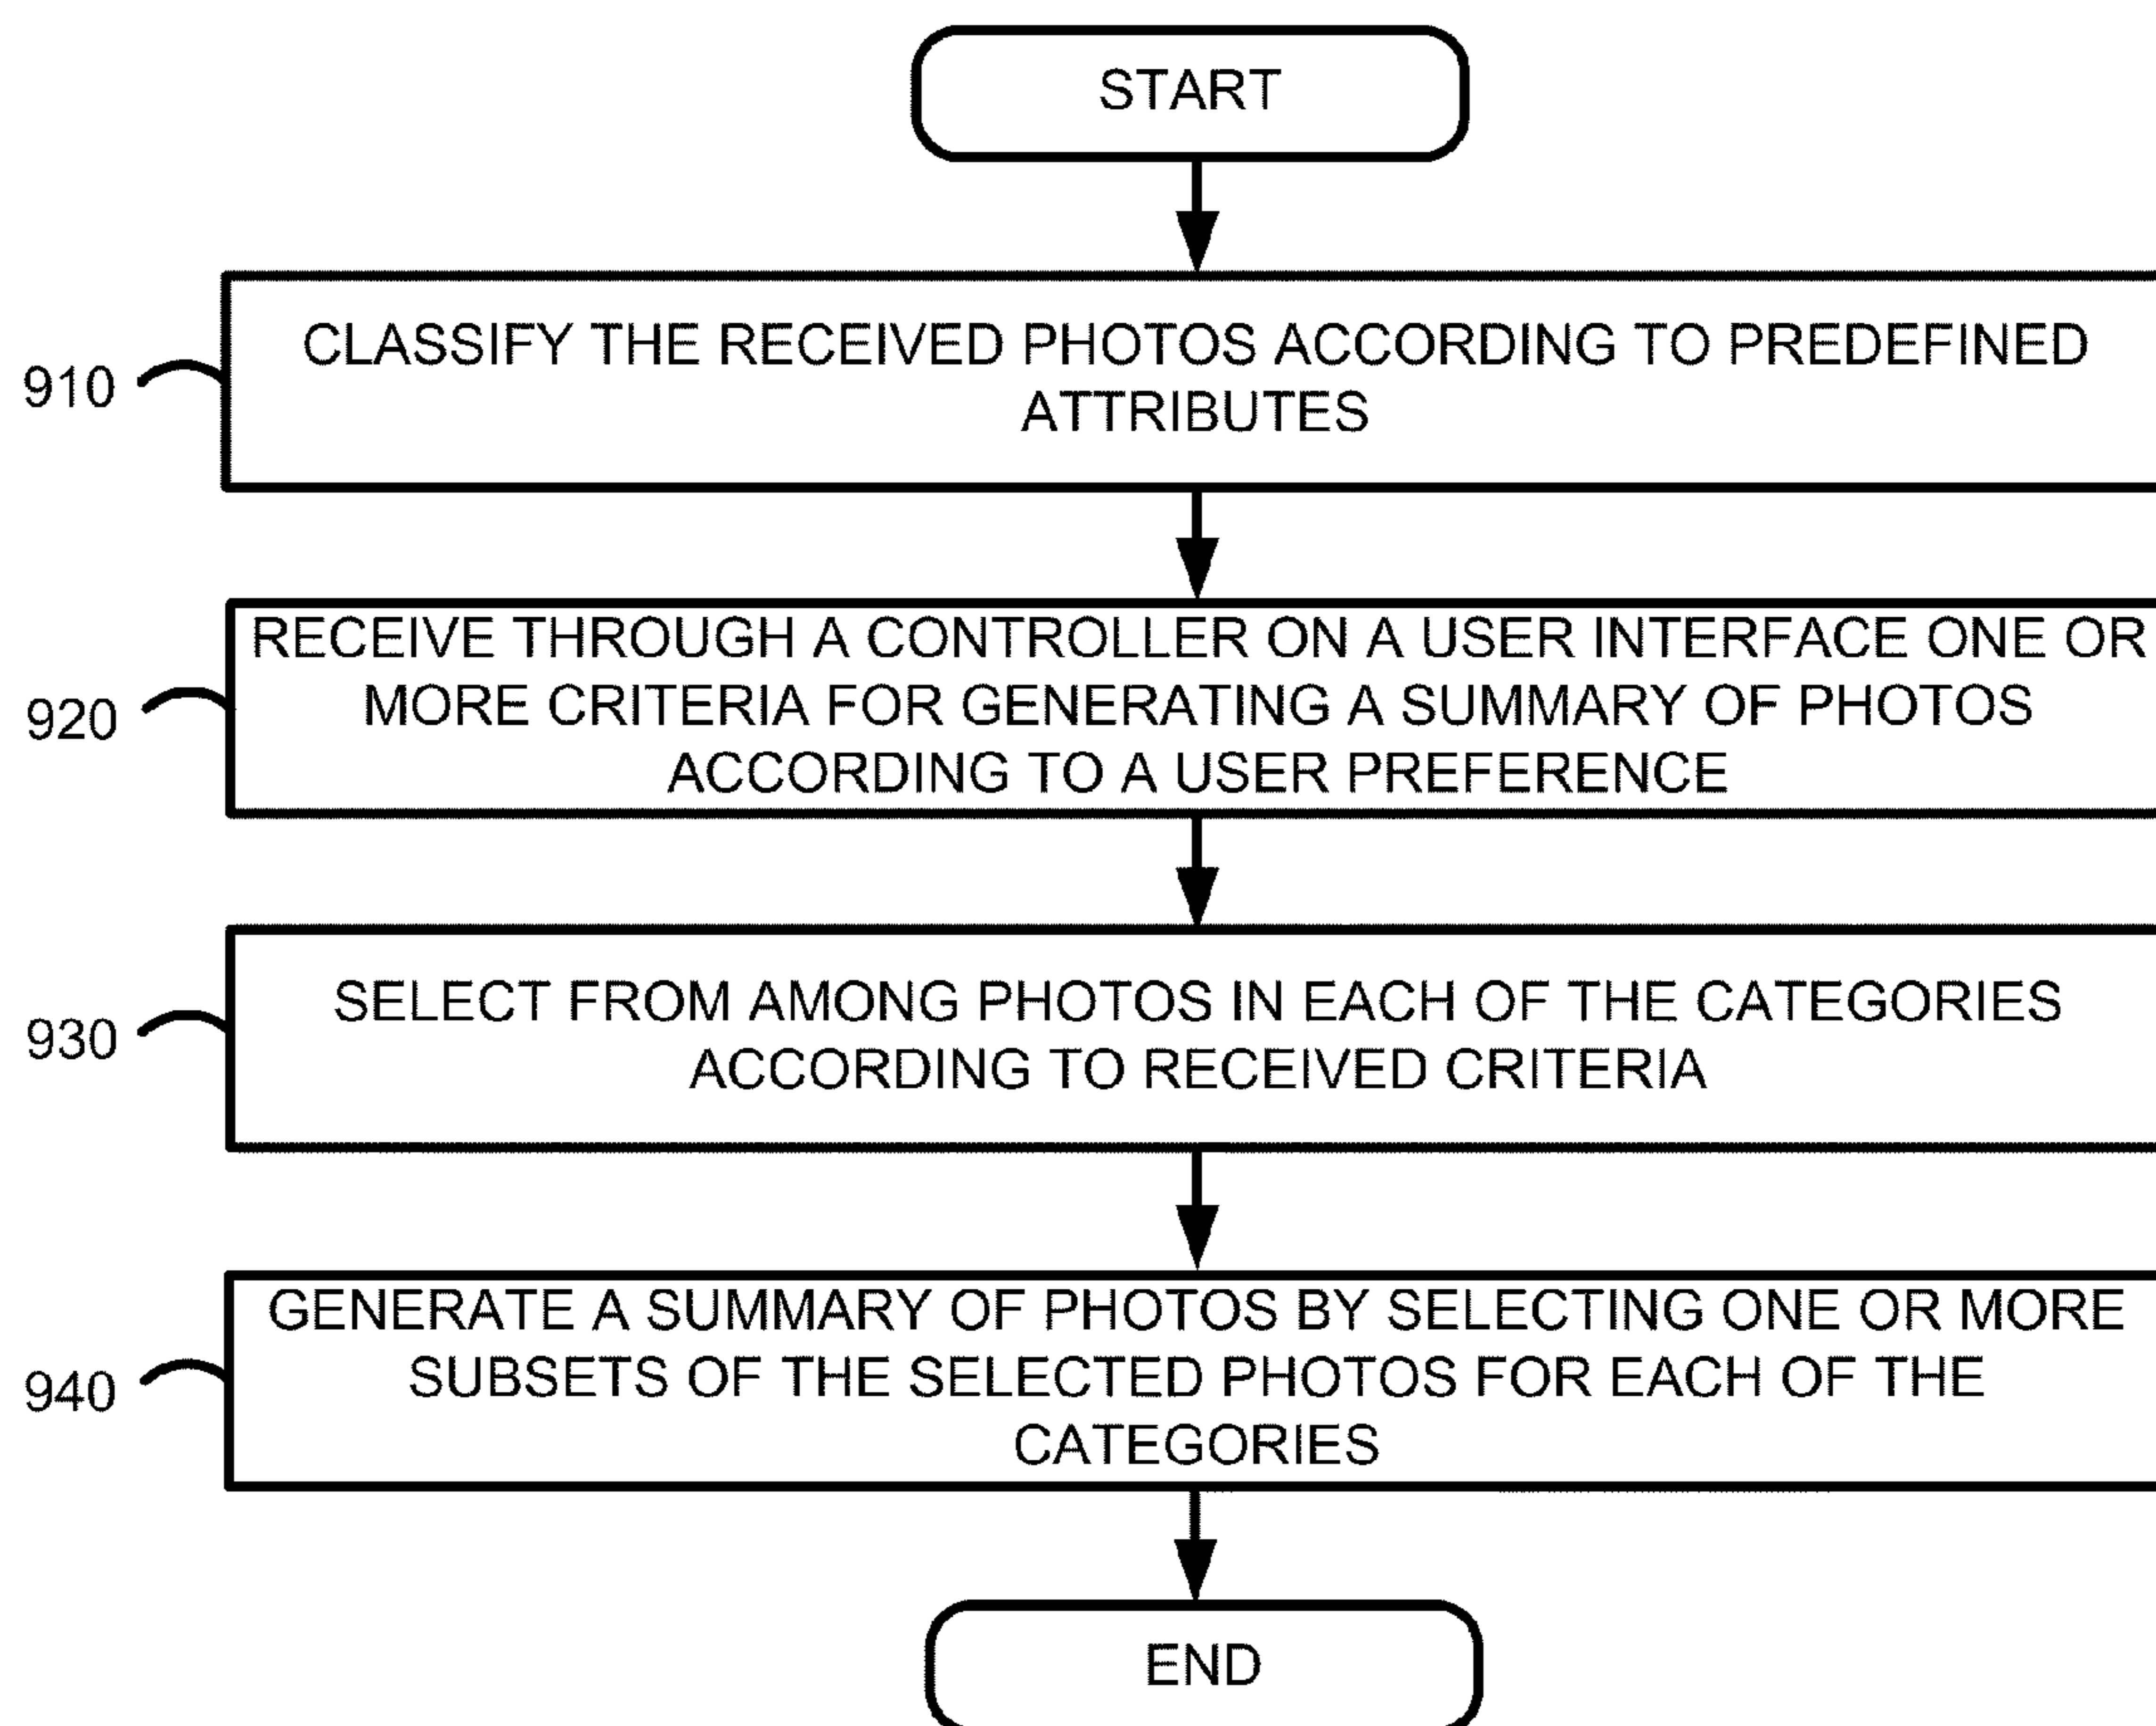 START
CLASSIFY THE RECEIVED PHOTOS ACCORDING TO PREDEFINED
ATTRIBUTES
910
RECEIVE THROUGH A CONTROLLER ON A USER INTERFACE ONE OR
MORE CRITERIA FOR GENERATING A SUMMARY OF PHOTOS
ACCORDING TO A USER PREFERENCE
920
SELECT FROM AMONG PHOTOS IN EACH OF THE CATEGORIES
ACCORDING TO RECEIVED CRITERIA
930
GENERATE A SUMMARY OF PHOTOS BY SELECTING ONE OR MORE
SUBSETS OF THE SELECTED PHOTOS FOR EACH OF THE
CATEGORIES
940
END